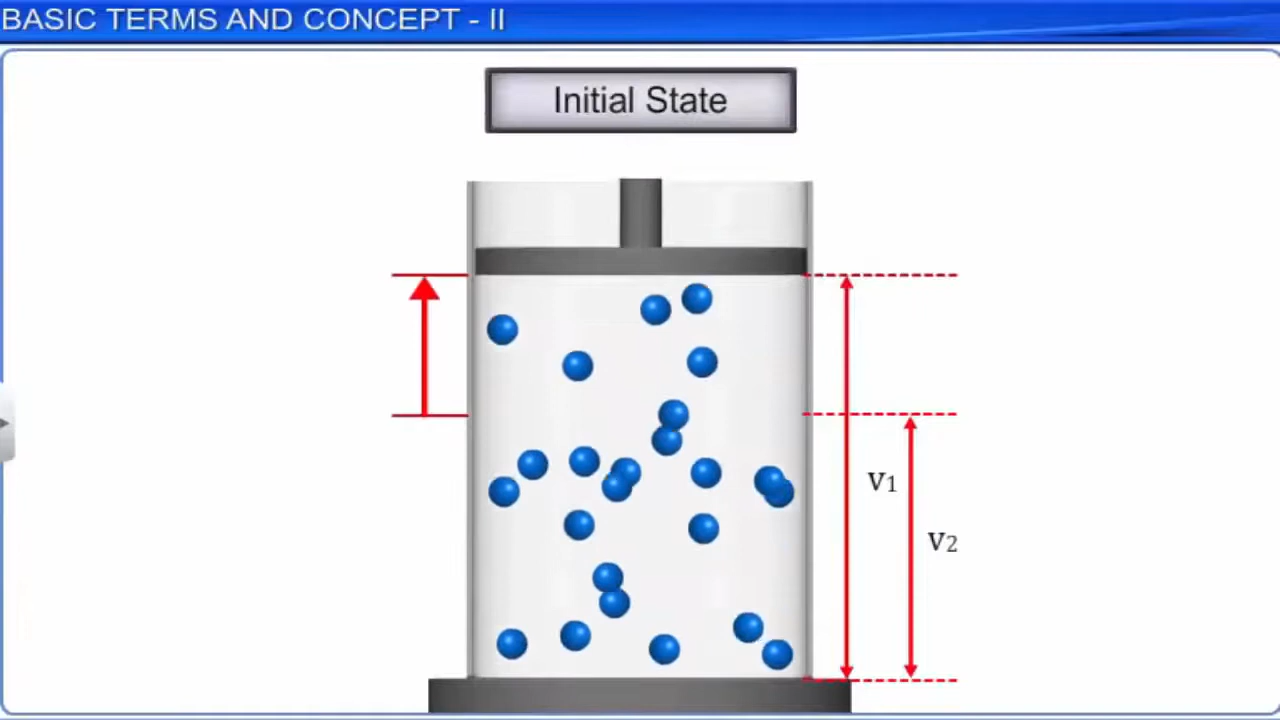 BASIC TERMS AND CONCEPT - II
Initial State
V1
V2